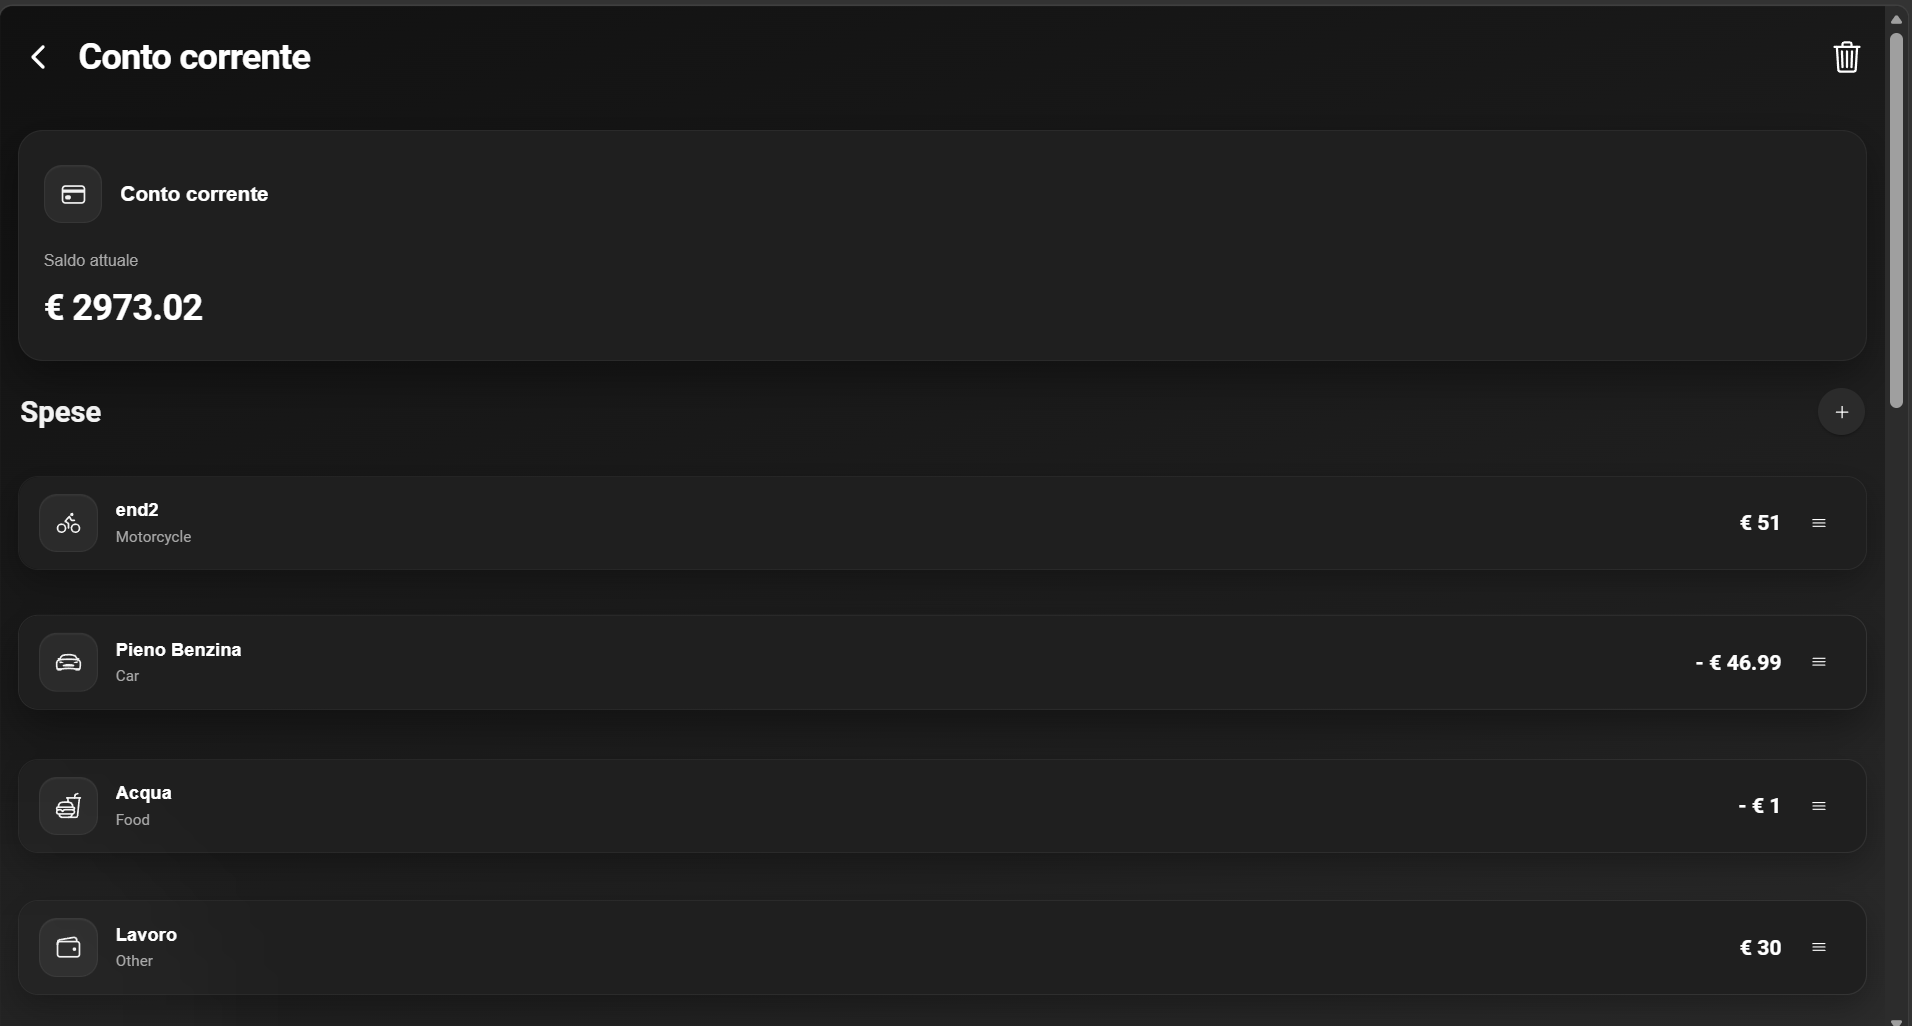 Conto corrente
Conto corrente
Saldo attuale
€ 2973.02
Spese
+
end2
Motorcycle
€ 51
Pieno Benzina
Car
- € 46.99
Acqua
Food
- € 1
Lavoro
Other
€ 30